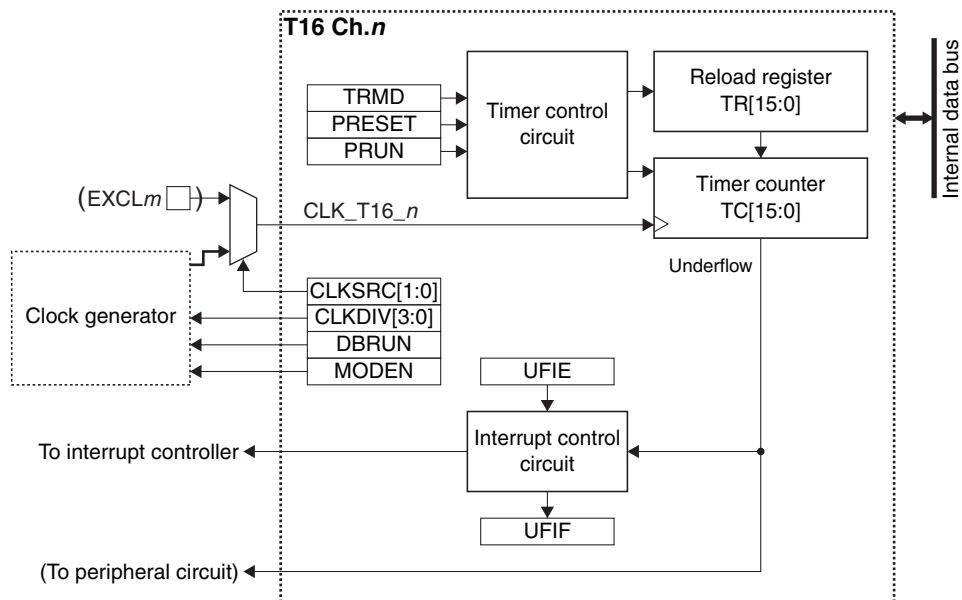 T16 Ch.n
TRMD
PRESET
PRUN
Timer control
circuit
Reload register
TR[15:0]
Timer counter
TC[15:0]
Internal data bus
(EXCLm )
CLK_T16_n
Underflow
Clock generator
CLKSRC[1:0]
CLKDIV[3:0]
DBRUN
MODEN
UFIE
Interrupt control
circuit
UFIF
To interrupt controller
(To peripheral circuit)